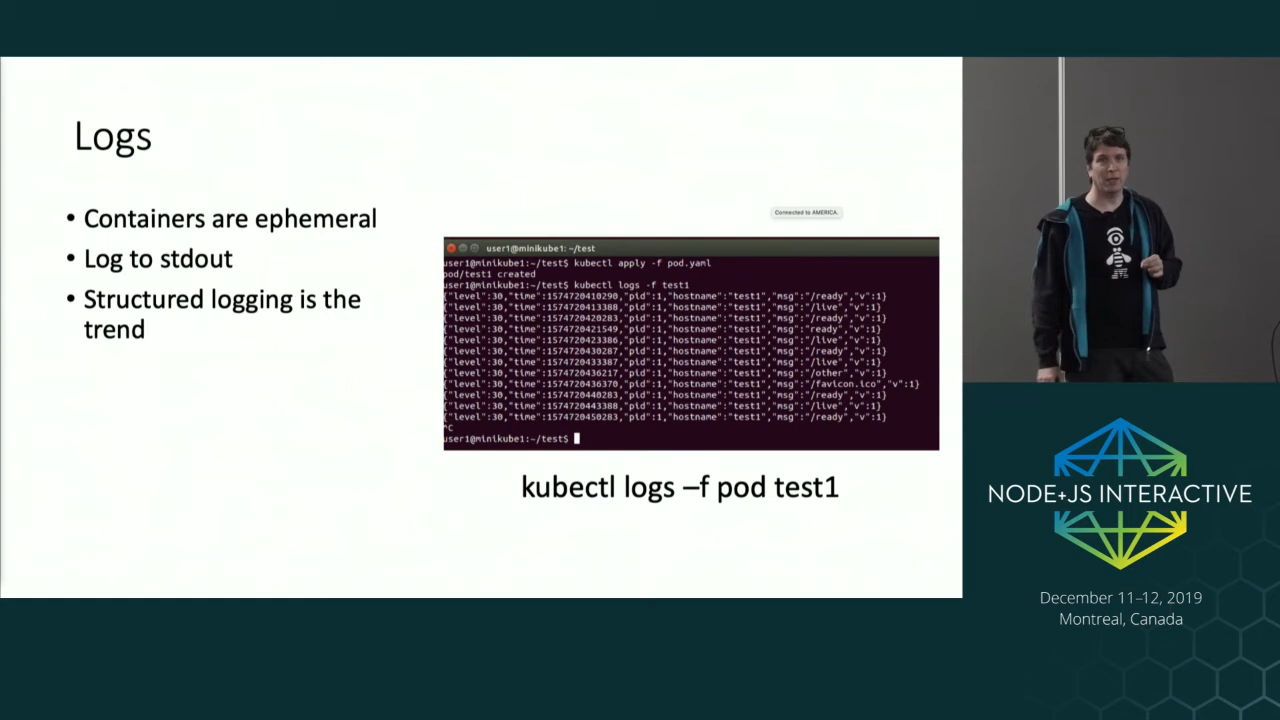 Logs
• Containers are ephemeral
• Log to stdout
• Structured logging is the
trend
Connected to AMERICA.
user1@minikube1: ~/test
user1@minikube1:~/test$ kubectl apply -f pod.yaml
pod/test1 created
user1@minikube1:~/test$ kubectl logs -f test1
{"level":30,"time":1574720410290,"pid":1,"hostname":"test1","msg":"/ready","v":1}
{"level":30,"time":1574720413388,"pid":1,"hostname":"test1","msg":"/live","v":1}
{"level":30,"time":1574720420283,"pid":1,"hostname":"test1","msg":"/ready","v":1}
{"level":30,"time":1574720421549,"pid":1,"hostname":"test1","msg":"ready","v":1}
{"level":30,"time":1574720423386,"pid":1,"hostname":"test1","msg":"/live","v":1}
{"level":30,"time":1574720430287,"pid":1,"hostname":"test1","msg":"/ready","v":1}
{"level":30,"time":1574720433387,"pid":1,"hostname":"test1","msg":"/live","v":1}
{"level":30,"time":1574720436217,"pid":1,"hostname":"test1","msg":"/other","v":1}
{"level":30,"time":1574720436370,"pid":1,"hostname":"test1","msg":"/favicon.ico","v":1}
{"level":30,"time":1574720440283,"pid":1,"hostname":"test1","msg":"/ready","v":1}
{"level":30,"time":1574720443388,"pid":1,"hostname":"test1","msg":"/live","v":1}
{"level":30,"time":1574720450283,"pid":1,"hostname":"test1","msg":"/ready","v":1}
^C
user1@minikube1:~/test$
kubectl logs –f pod test1
NODE+JS INTERACTIVE
December 11–12, 2019
Montreal, Canada